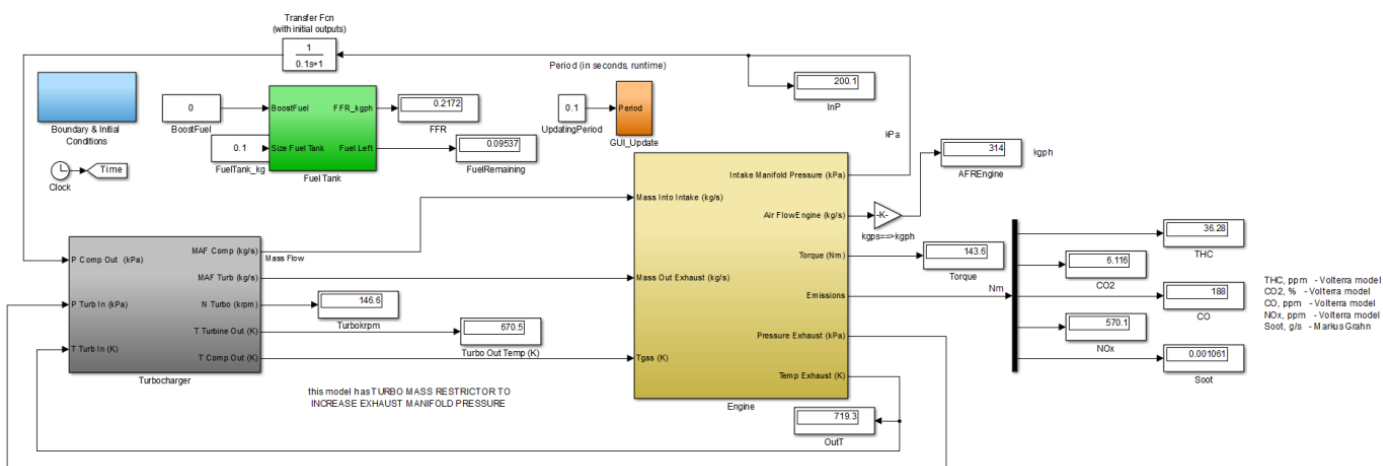 Transfer Fcn
(with initial outputs)
1
0.1s+1
Period (in seconds, runtime)
200.1
InP
kPa
0
BoostFuel
BoostFuel
FFR_kgph
0.2172
FFR
0.1
UpdatingPeriod
Period
GUI_Update
Boundary & Initial
Conditions
0.1
FuelTank_kg
Size Fuel Tank
Fuel Left
Fuel Tank
0.09537
FuelRemaining
314
AFREngine
kgph
Clock
Time
Intake Manifold Pressure (kPa)
Mass Into Intake (kg/s)
Air FlowEngine (kg/s)
-K-
kgps==>kgph
Torque (Nm)
143.6
Torque
Mass Out Exhaust (kg/s)
Emissions
Nm
Pressure Exhaust (kPa)
Tgas (K)
Temp Exhaust (K)
Engine
719.3
OutT
MAF Comp (kg/s)
Mass Flow
P Comp Out (kPa)
MAF Turb (kg/s)
P Turb In (kPa)
N Turbo (krpm)
146.6
Turbokrpm
T Turbine Out (K)
670.5
Turbo Out Temp (K)
T Turb In (K)
T Comp Out (K)
Turbocharger
this model has TURBO MASS RESTRICTOR TO
INCREASE EXHAUST MANIFOLD PRESSURE
36.28
THC
6.116
CO2
188
CO
570.1
NOx
0.001061
Soot
THC, ppm - Volterra model
CO2, % - Volterra model
CO, ppm - Volterra model
NOx, ppm - Volterra model
Soot, g/s - Markus Grahn